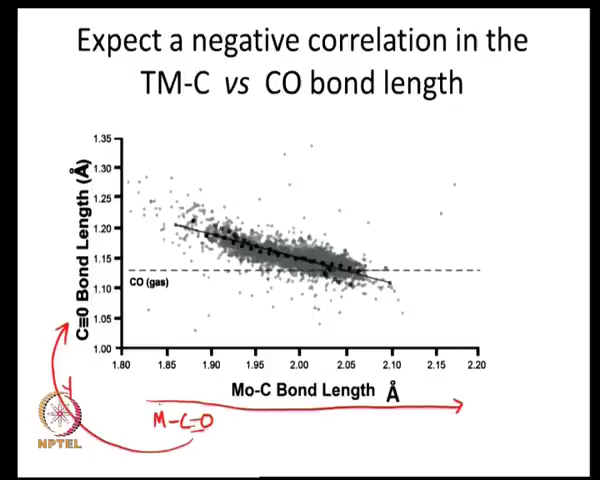 Expect a negative correlation in the
TM-C vs CO bond length
C≡0 Bond Length (Å)
1.35
1.30
1.25
1.20
1.15
1.10
1.05
1.00
CO (gas)
1.80 1.85 1.90 1.95 2.00 2.05 2.10 2.15 2.20
Mo-C Bond Length Å
M-C=O
NPTEL